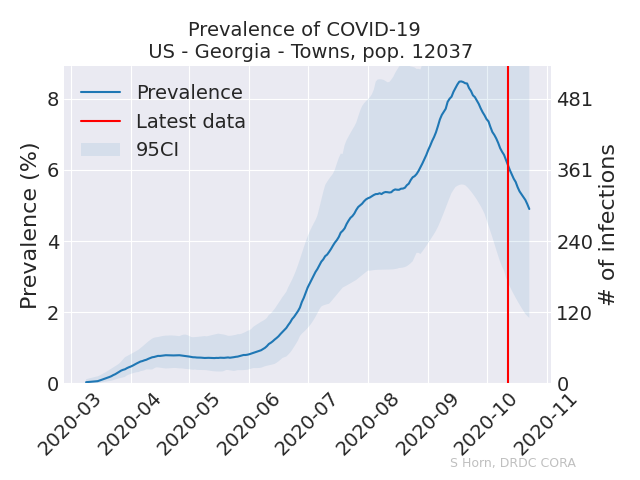 Prevalence of COVID-19
US - Georgia - Towns, pop. 12037
Prevalence
Latest data
95CI
Prevalence (%)
8
6
4
2
0
481
361
240
120
0
# of infections
2020-03
2020-04
2020-05
2020-06
2020-07
2020-08
2020-09
2020-10
2020-11
S Horn, DRDC CORA